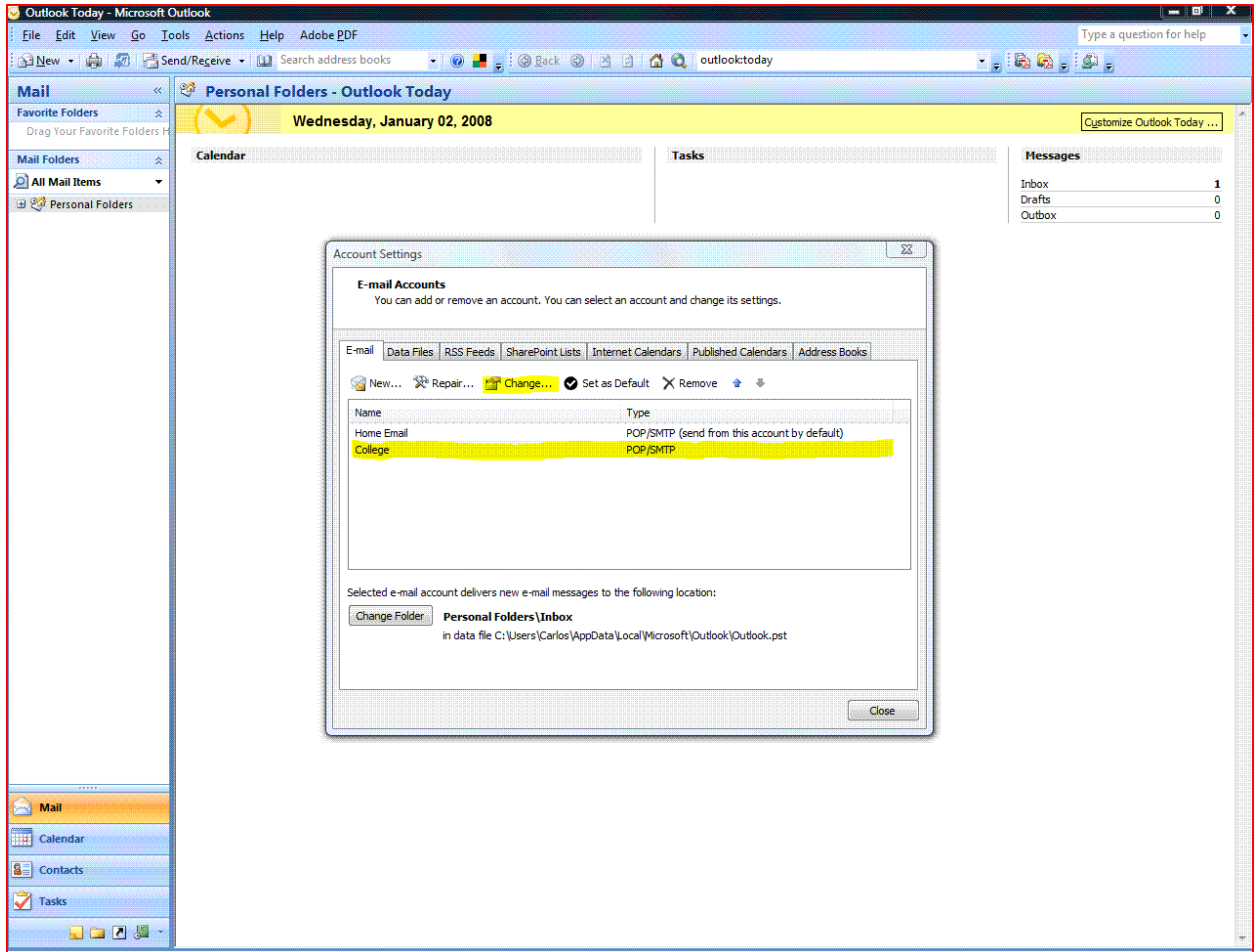 Outlook Today - Microsoft Outlook
File Edit View Go Tools Actions Help Adobe PDF Type a question for help
New Send/Receive Search address books Back outlook:today
Mail «
Personal Folders - Outlook Today
Favorite Folders
Drag Your Favorite Folders H
Wednesday, January 02, 2008
Customize Outlook Today ...
Mail Folders
All Mail Items
Personal Folders
Calendar
Tasks
Messages
Inbox 1
Drafts 0
Outbox 0
Account Settings
E-mail Accounts
You can add or remove an account. You can select an account and change its settings.
E-mail Data Files RSS Feeds SharePoint Lists Internet Calendars Published Calendars Address Books
New... Repair... Change... Set as Default Remove
Name Type
Home Email POP/SMTP (send from this account by default)
College POP/SMTP
Selected e-mail account delivers new e-mail messages to the following location:
Change Folder Personal Folders\Inbox
in data file C:\Users\Carlos\AppData\Local\Microsoft\Outlook\Outlook.pst
Close
Mail
Calendar
Contacts
Tasks